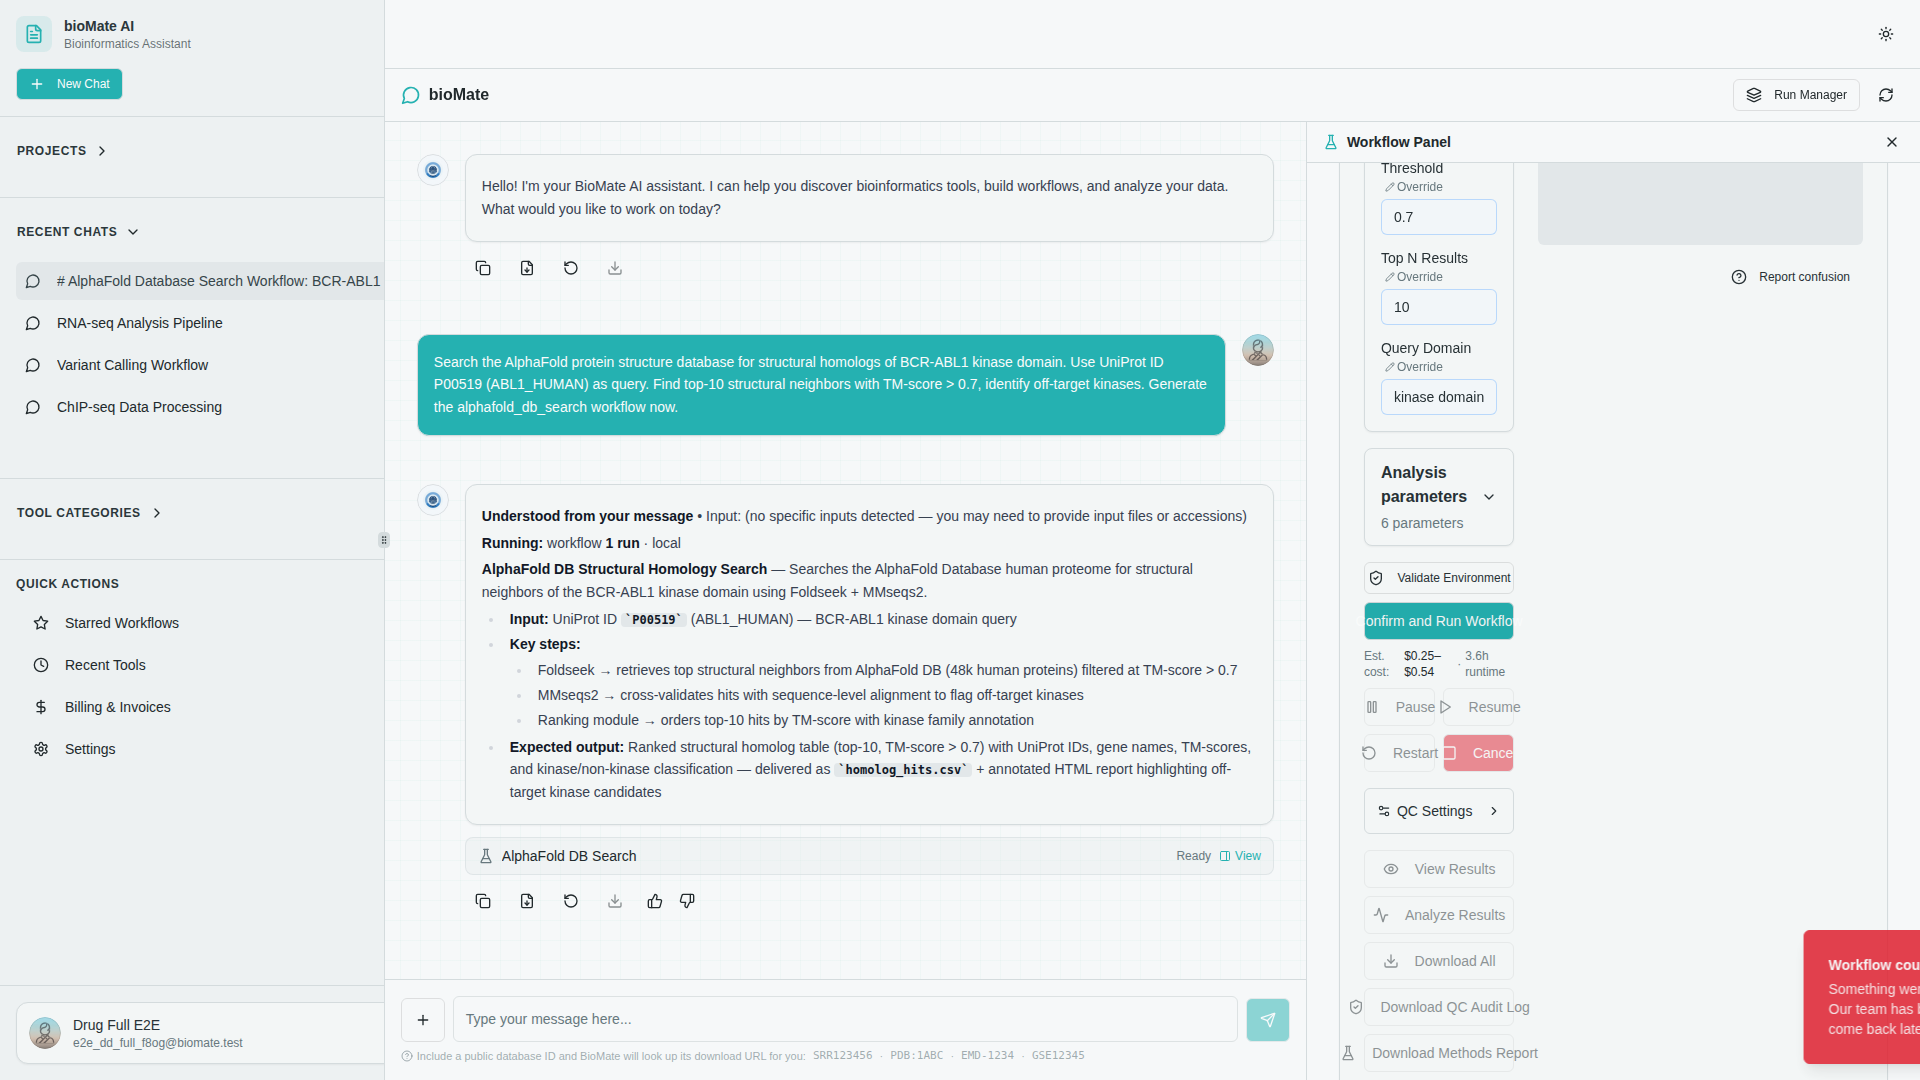 bioMate AI
Bioinformatics Assistant
New Chat
PROJECTS
RECENT CHATS
# AlphaFold Database Search Workflow: BCR-ABL1
RNA-seq Analysis Pipeline
Variant Calling Workflow
ChIP-seq Data Processing
TOOL CATEGORIES
QUICK ACTIONS
Starred Workflows
Recent Tools
Billing & Invoices
Settings
Drug Full E2E
e2e_dd_full_f8og@biomate.test
bioMate
Run Manager
Hello! I'm your BioMate AI assistant. I can help you discover bioinformatics tools, build workflows, and analyze your data.
What would you like to work on today?
Search the AlphaFold protein structure database for structural homologs of BCR-ABL1 kinase domain. Use UniProt ID
P00519 (ABL1_HUMAN) as query. Find top-10 structural neighbors with TM-score > 0.7, identify off-target kinases. Generate
the alphafold_db_search workflow now.
Understood from your message • Input: (no specific inputs detected — you may need to provide input files or accessions)
Running: workflow 1 run · local
AlphaFold DB Structural Homology Search — Searches the AlphaFold Database human proteome for structural
neighbors of the BCR-ABL1 kinase domain using Foldseek + MMseqs2.
Input: UniProt ID `P00519` (ABL1_HUMAN) — BCR-ABL1 kinase domain query
Key steps:
Foldseek → retrieves top structural neighbors from AlphaFold DB (48k human proteins) filtered at TM-score > 0.7
MMseqs2 → cross-validates hits with sequence-level alignment to flag off-target kinases
Ranking module → orders top-10 hits by TM-score with kinase family annotation
Expected output: Ranked structural homolog table (top-10, TM-score > 0.7) with UniProt IDs, gene names, TM-scores,
and kinase/non-kinase classification — delivered as `homolog_hits.csv` + annotated HTML report highlighting off-
target kinase candidates
AlphaFold DB Search
Ready
View
Type your message here...
Include a public database ID and BioMate will look up its download URL for you: SRR123456 · PDB:1ABC · EMD-1234 · GSE12345
Workflow Panel
Threshold
Override
0.7
Top N Results
Override
10
Query Domain
Override
kinase domain
Analysis
parameters
6 parameters
Validate Environment
onfirm and Run Workflo
Est.
cost:
$0.25–
$0.54
·
3.6h
runtime
Pause
Resume
Restart
Cance
QC Settings
View Results
Analyze Results
Download All
Download QC Audit Log
Download Methods Report
Report confusion
Workflow cou
Something wer
Our team has b
come back late